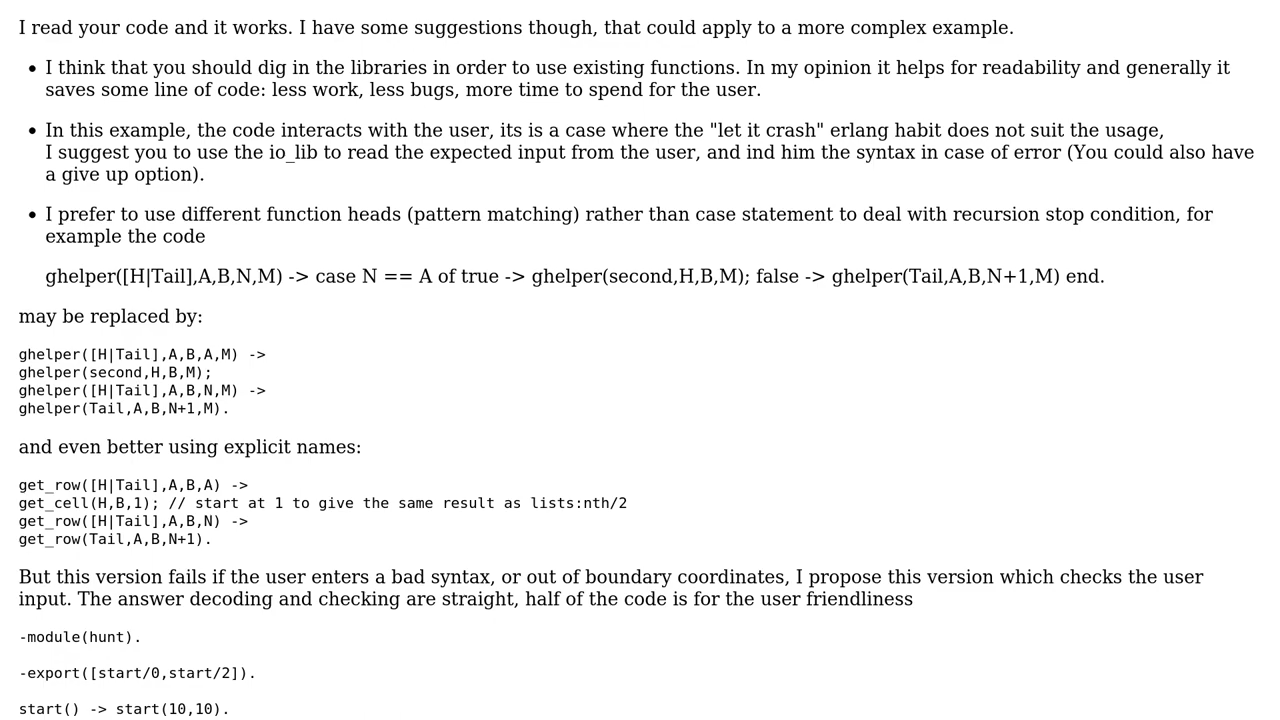 I read your code and it works. I have some suggestions though, that could apply to a more complex example.
• I think that you should dig in the libraries in order to use existing functions. In my opinion it helps for readability and generally it
saves some line of code: less work, less bugs, more time to spend for the user.
• In this example, the code interacts with the user, its is a case where the "let it crash" erlang habit does not suit the usage,
I suggest you to use the io_lib to read the expected input from the user, and ind him the syntax in case of error (You could also have
a give up option).
• I prefer to use different function heads (pattern matching) rather than case statement to deal with recursion stop condition, for
example the code
ghelper([H|Tail],A,B,N,M) -> case N == A of true -> ghelper(second,H,B,M); false -> ghelper(Tail,A,B,N+1,M) end.
may be replaced by:
ghelper([H|Tail],A,B,A,M) ->
ghelper(second,H,B,M);
ghelper([H|Tail],A,B,N,M) ->
ghelper(Tail,A,B,N+1,M).
and even better using explicit names:
get_row([H|Tail],A,B,A) ->
get_cell(H,B,1); // start at 1 to give the same result as lists:nth/2
get_row([H|Tail],A,B,N) ->
get_row(Tail,A,B,N+1).
But this version fails if the user enters a bad syntax, or out of boundary coordinates, I propose this version which checks the user
input. The answer decoding and checking are straight, half of the code is for the user friendliness
-module(hunt).
-export([start/0,start/2]).
start() -> start(10,10).